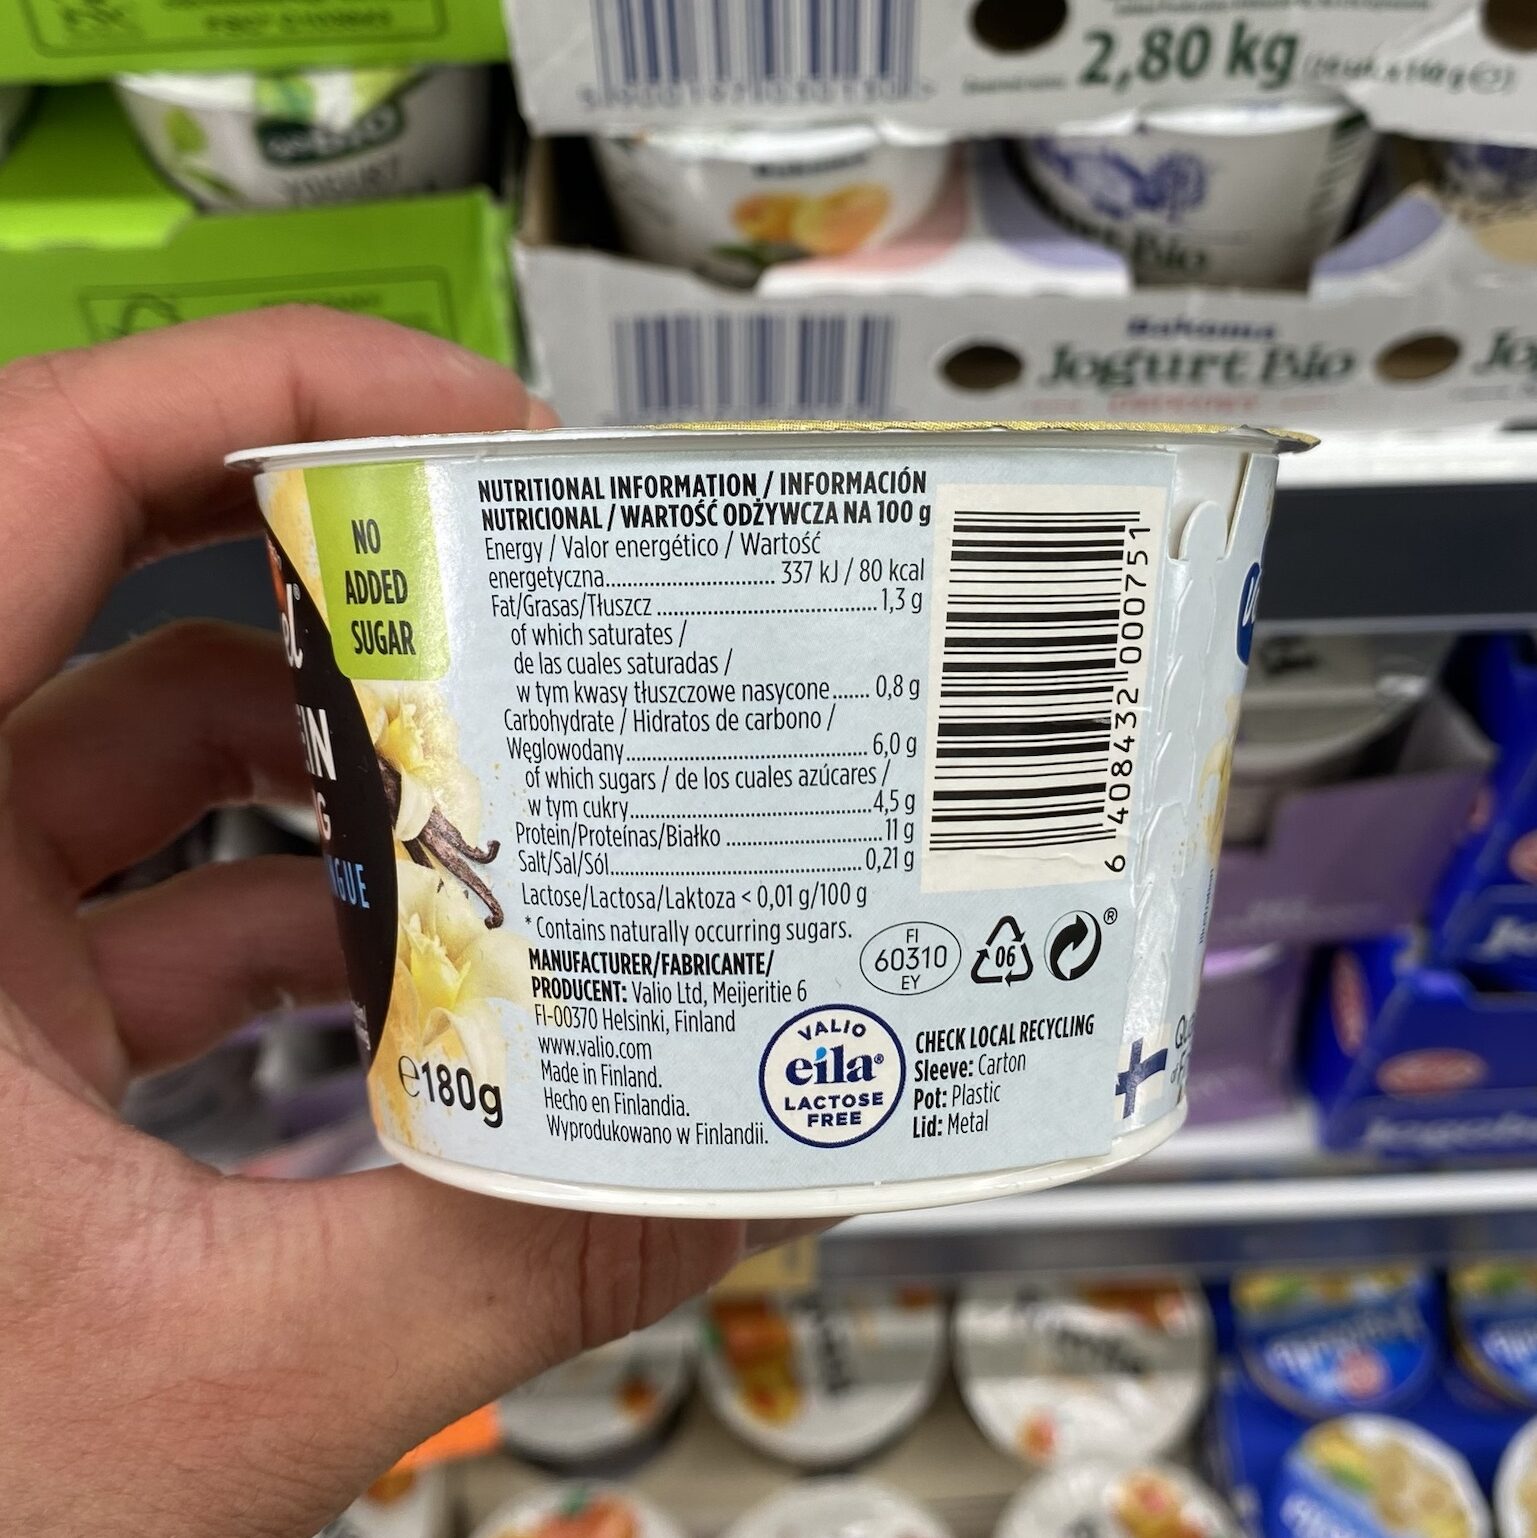 2,80 kg
Bakoma
Jogurt Bio
NO
ADDED
SUGAR
NUTRITIONAL INFORMATION / INFORMACIÓN
NUTRICIONAL / WARTOŚĆ ODŻYWCZA NA 100 g
Energy / Valor energético / Wartość
energetyczna.................... 337 kJ / 80 kcal
Fat/Grasas/Tłuszcz .......................... 1,3 g
of which saturates /
de las cuales saturadas /
w tym kwasy tłuszczowe nasycone....... 0,8 g
Carbohydrate / Hidratos de carbono /
Węglowodany............................. 6,0 g
of which sugars / de los cuales azúcares /
w tym cukry............................. 4,5 g
Protein/Proteínas/Białko .................. 11 g
Salt/Sal/Sól............................. 0,21 g
Lactose/Lactosa/Laktoza < 0,01 g/100 g
* Contains naturally occurring sugars.
MANUFACTURER/FABRICANTE/
PRODUCENT: Valio Ltd, Meijeritie 6
FI-00370 Helsinki, Finland
www.valio.com
Made in Finland.
Hecho en Finlandia.
Wyprodukowano w Finlandii.
℮180g
FI
60310
EY
06
®
VALIO
eila®
LACTOSE
FREE
CHECK LOCAL RECYCLING
Sleeve: Carton
Pot: Plastic
Lid: Metal
6 408432 000751